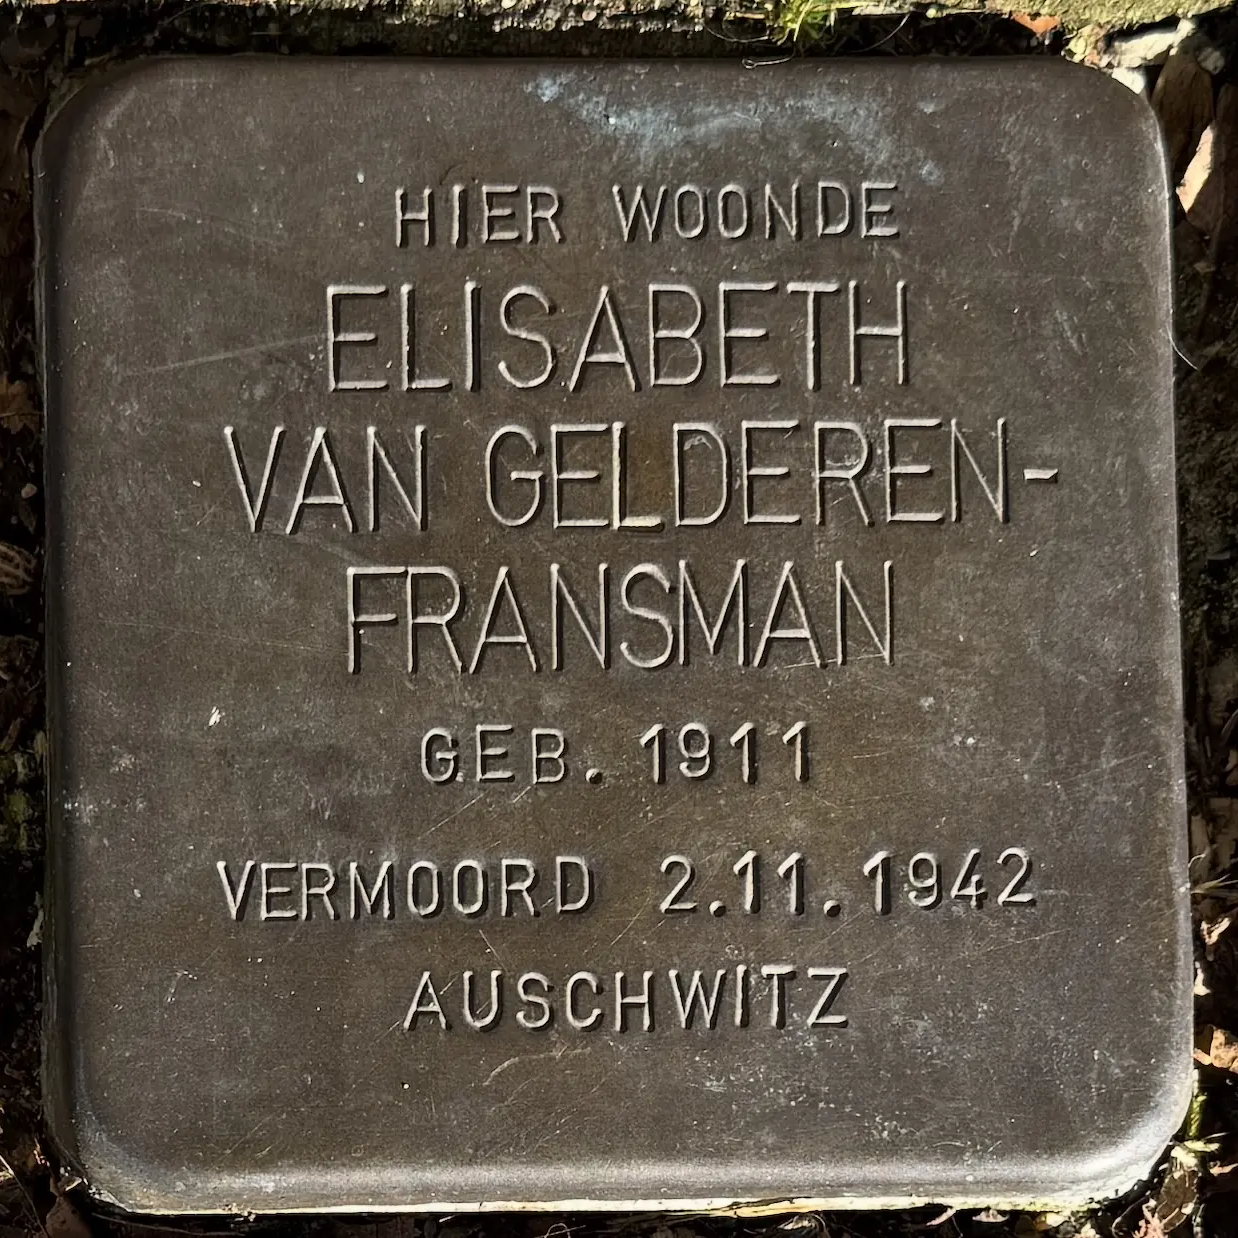 HIER WOONDE
ELISABETH
VAN GELDEREN-
FRANSMAN
GEB. 1911
VERMOORD 2.11.1942
AUSCHWITZ